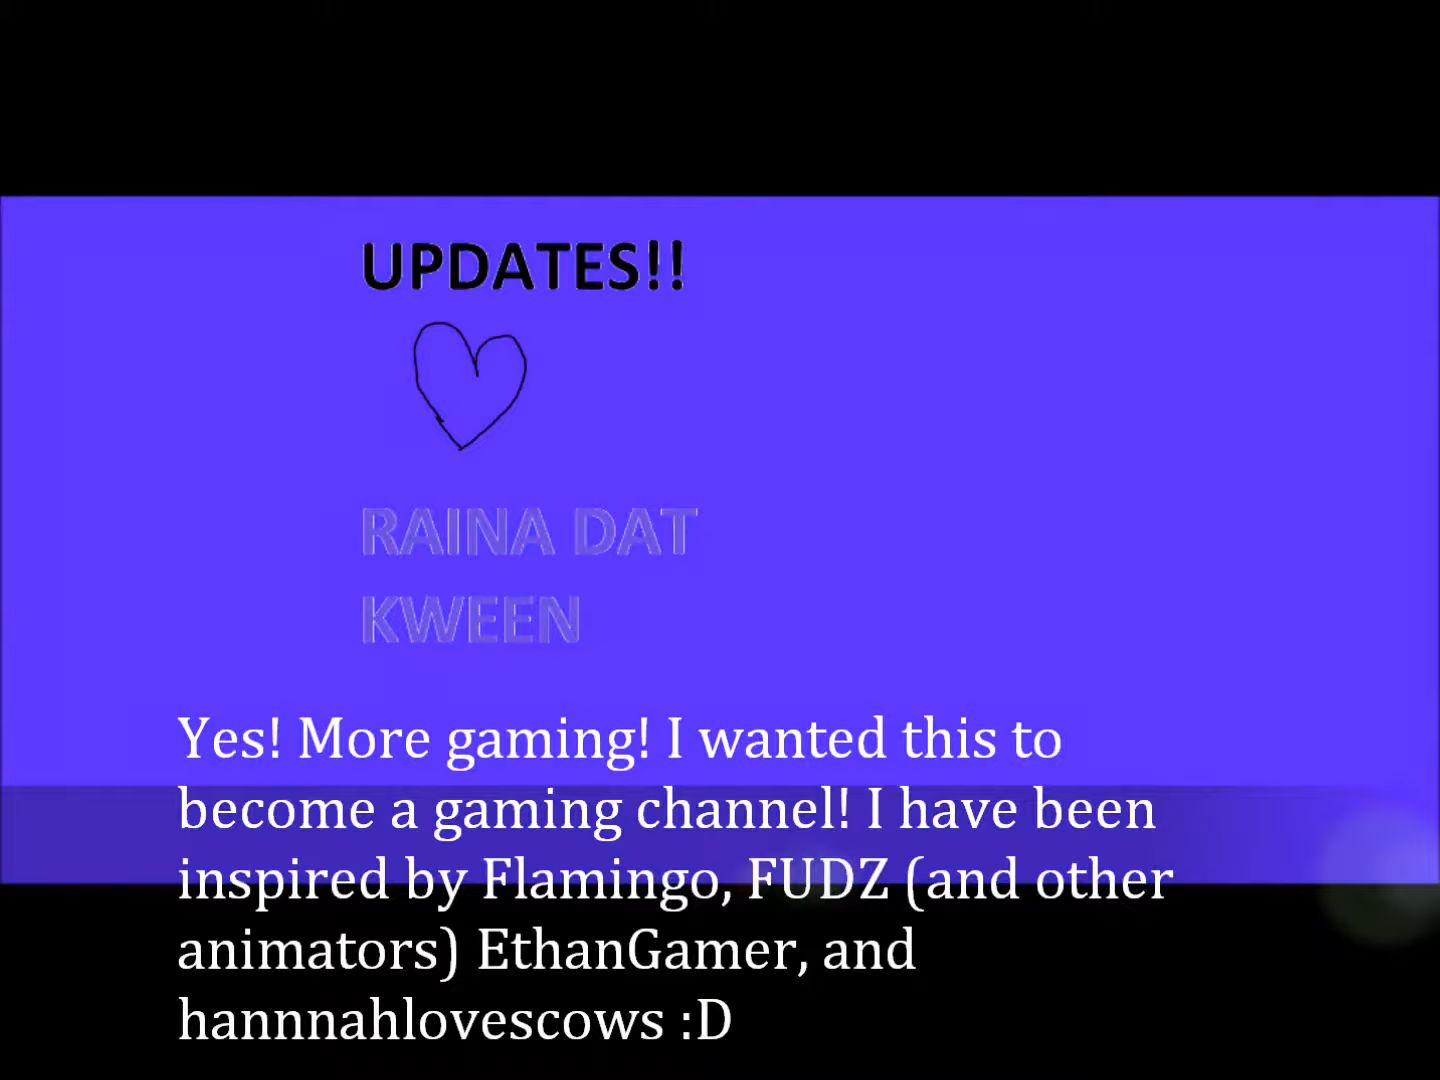 UPDATES!!
RAINA DAT
KWEEN
Yes! More gaming! I wanted this to
become a gaming channel! I have been
inspired by Flamingo, FUDZ (and other
animators) EthanGamer, and
hannnahlovescows :D